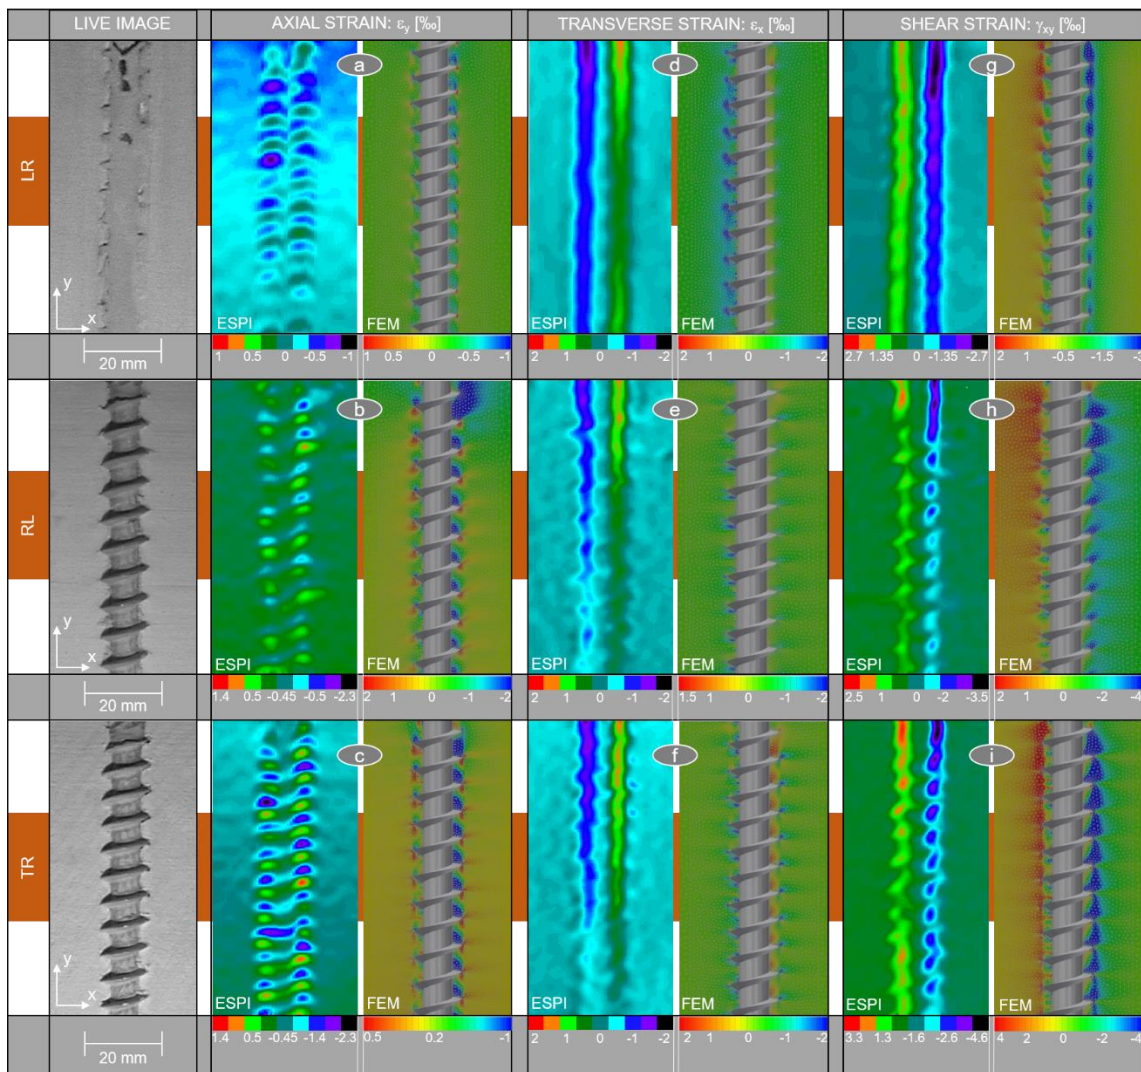 LIVE IMAGE AXIAL STRAIN: εy [‰] TRANSVERSE STRAIN: εx [‰] SHEAR STRAIN: γxy [‰]
a d g
LR
y
x ESPI FEM ESPI FEM ESPI FEM
20 mm 1 0.5 0 -0.5 -1 1 0.5 0 -0.5 -1 2 1 0 -1 -2 2 1 0 -1 -2 2.7 1.35 0 -1.35 -2.7 2 1 -0.5 -1.5 -3
b e h
RL
y
x ESPI FEM ESPI FEM ESPI FEM
20 mm 1.4 0.5 -0.45 -0.5 -2.3 2 1 0 -1 -2 2 1 0 -1 -2 1.5 1 0 -1 -2 2.5 1 0 -2 -3.5 2 1 0 -2 -4
c f i
TR
y
x ESPI FEM ESPI FEM ESPI FEM
20 mm 1.4 0.5 -0.45 -1.4 -2.3 0.5 0.2 -1 2 1 0 -1 -2 2 1 0 -1 -2 3.3 1.3 -1.6 -2.6 -4.6 4 2 0 -2 -4